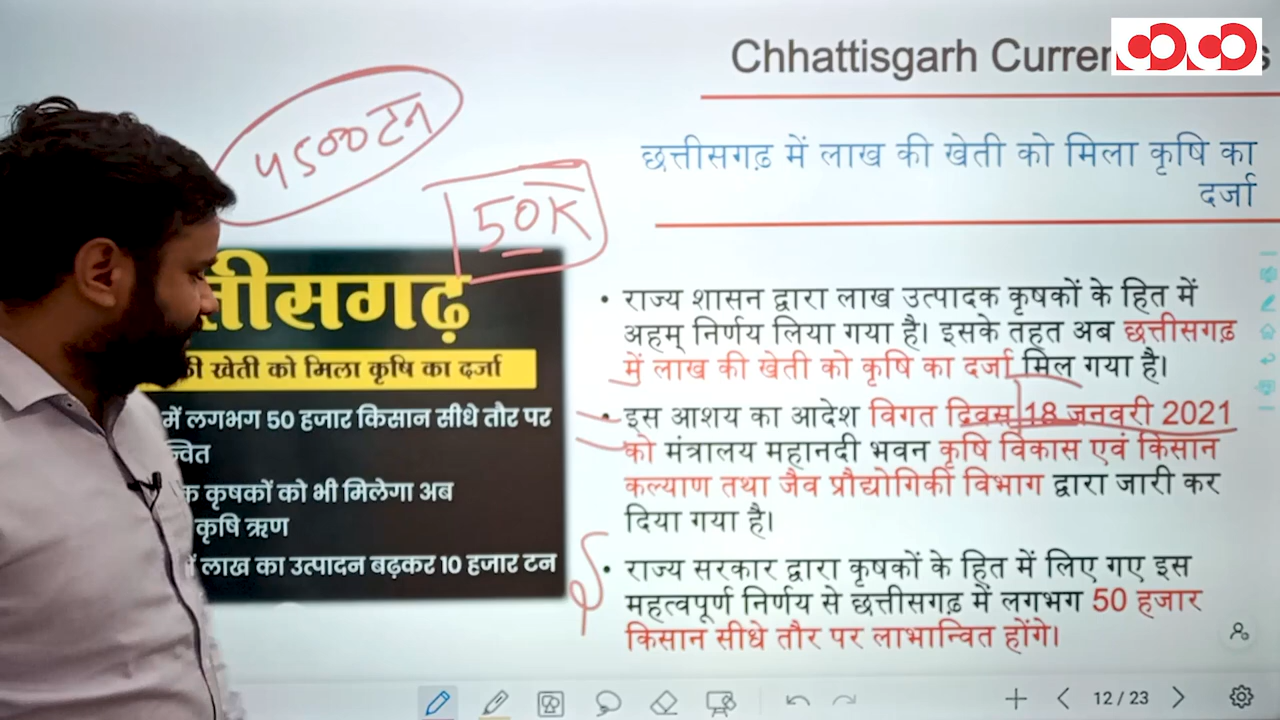 Chhattisgarh Curren
छत्तीसगढ़ में लाख की खेती को मिला कृषि का
दर्जा
4500 टन
50K
तीसगढ़
की खेती को मिला कृषि का दर्जा
में लगभग 50 हजार किसान सीधे तौर पर
न्वित
क कृषकों को भी मिलेगा अब
कृषि ऋण
में लाख का उत्पादन बढ़कर 10 हजार टन
• राज्य शासन द्वारा लाख उत्पादक कृषकों के हित में
अहम् निर्णय लिया गया है। इसके तहत अब छत्तीसगढ़
में लाख की खेती को कृषि का दर्जा मिल गया है।
• इस आशय का आदेश विगत दिवस 18 जनवरी 2021
को मंत्रालय महानदी भवन कृषि विकास एवं किसान
कल्याण तथा जैव प्रौद्योगिकी विभाग द्वारा जारी कर
दिया गया है।
• राज्य सरकार द्वारा कृषकों के हित में लिए गए इस
महत्वपूर्ण निर्णय से छत्तीसगढ़ में लगभग 50 हजार
किसान सीधे तौर पर लाभान्वित होंगे।
12 / 23